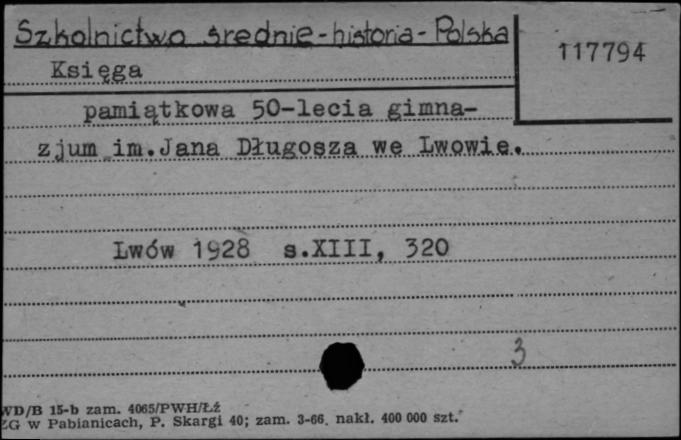 Szkolnictwo średnie-historia-Polska
117794
Księga
pamiątkowa 50-lecia gimna-
zjum im.Jana Długosza we Lwowie.
Lwów 1928 s.XIII, 320
3
WD/B 15-b zam. 4065/PWH/Łź
ZG w Pabianicach, P. Skargi 40; zam. 3-66. nakł. 400 000 szt.